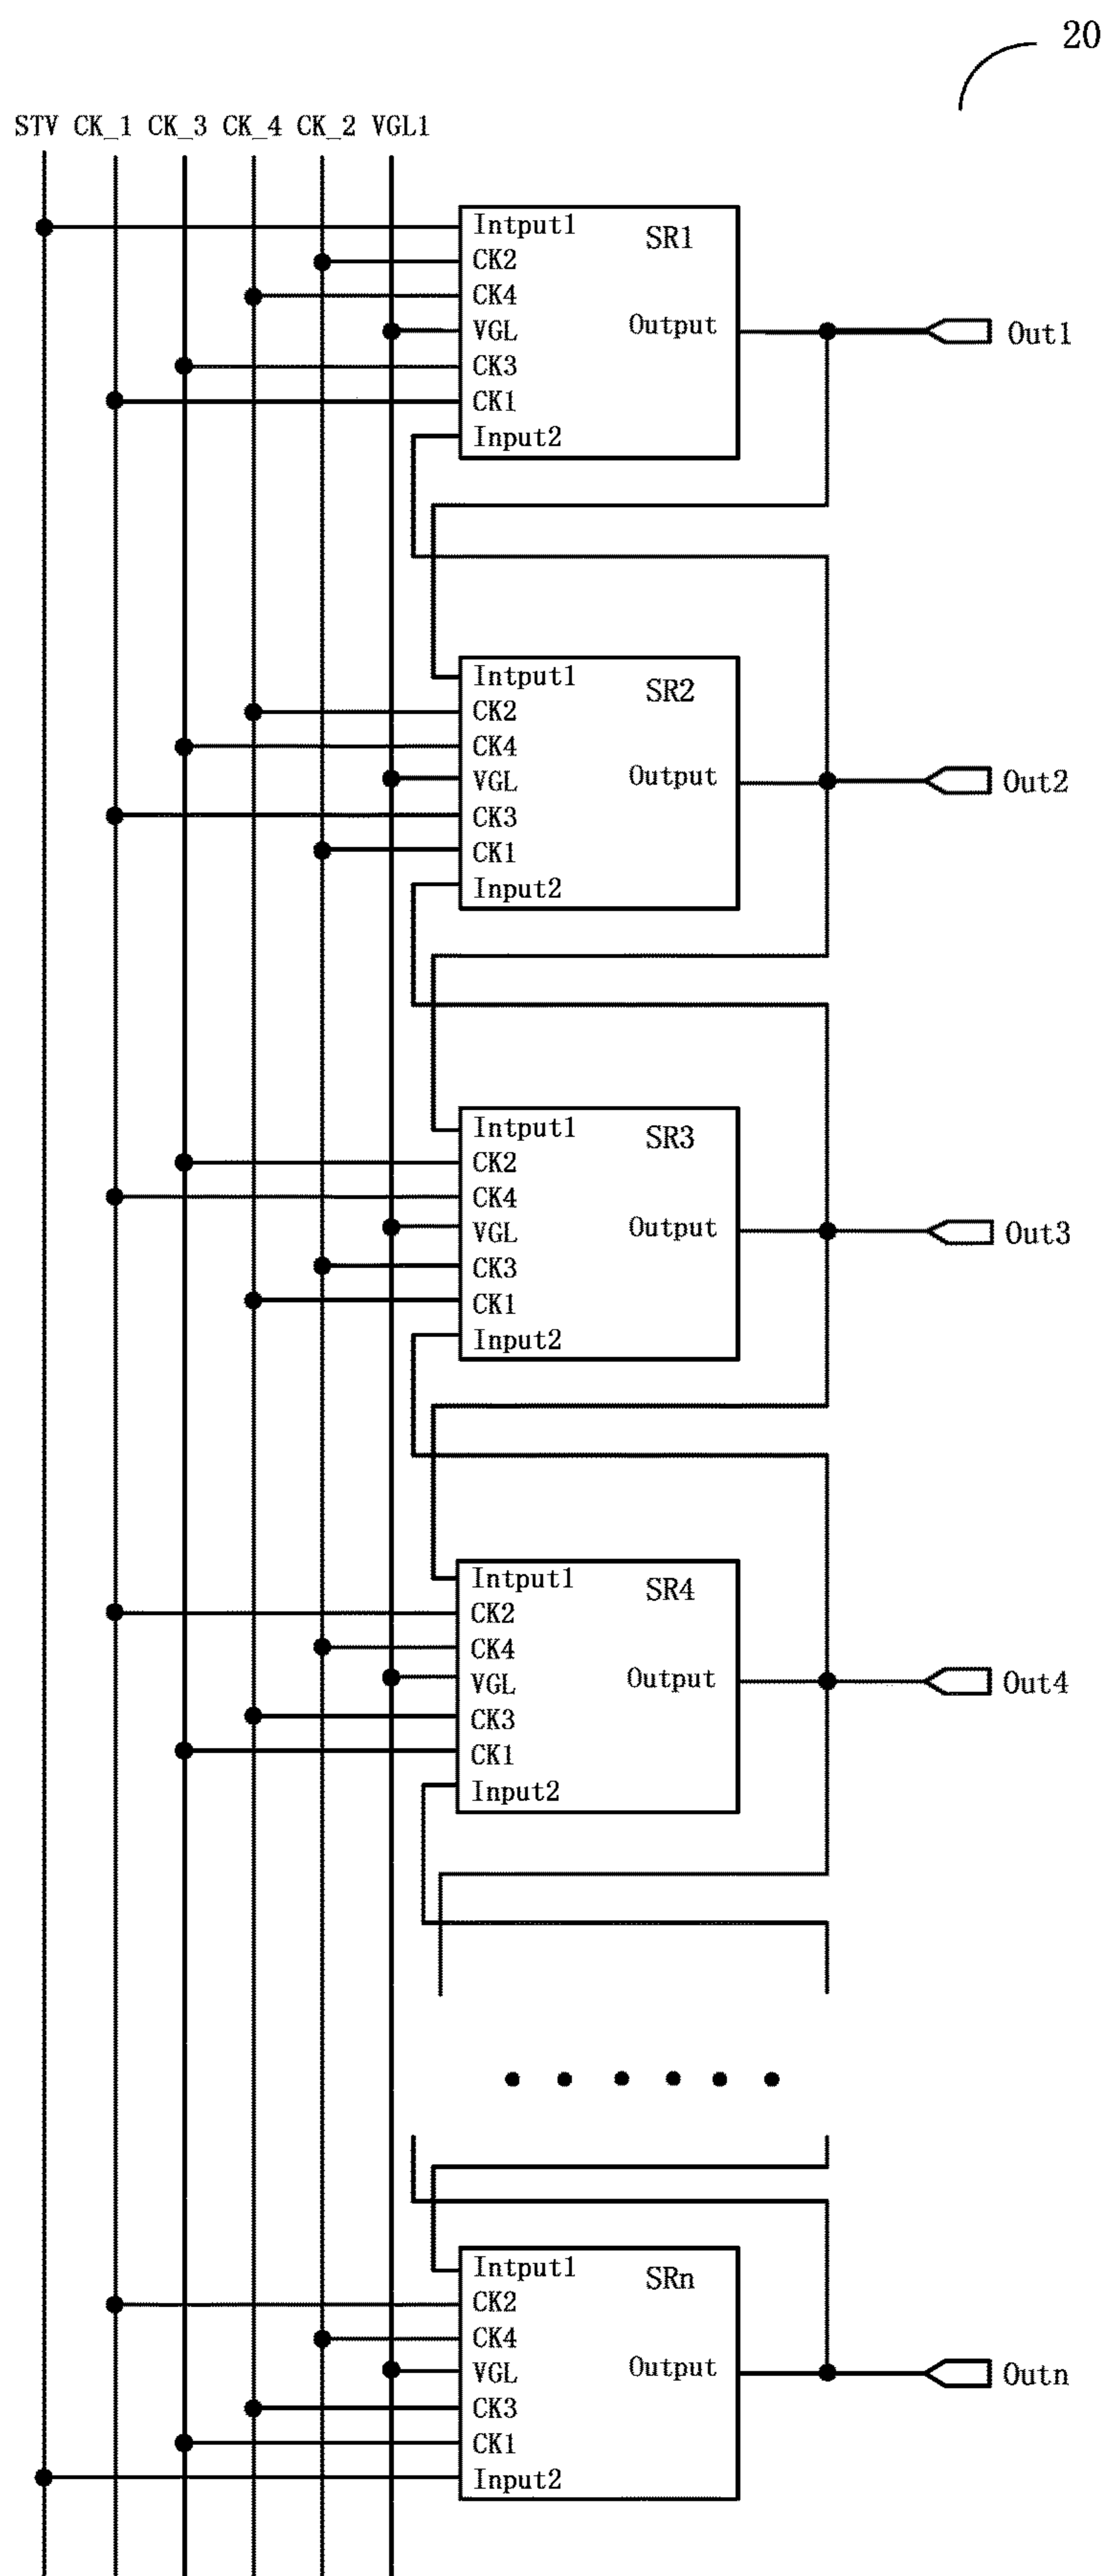 20
STV CK_1 CK_3 CK_4 CK_2 VGL1
Intput1 SR1
CK2
CK4
VGL Output Out1
CK3
CK1
Input2
Intput1 SR2
CK2
CK4
VGL Output Out2
CK3
CK1
Input2
Intput1 SR3
CK2
CK4
VGL Output Out3
CK3
CK1
Input2
Intput1 SR4
CK2
CK4
VGL Output Out4
CK3
CK1
Input2
Intput1 SRn
CK2
CK4
VGL Output Outn
CK3
CK1
Input2